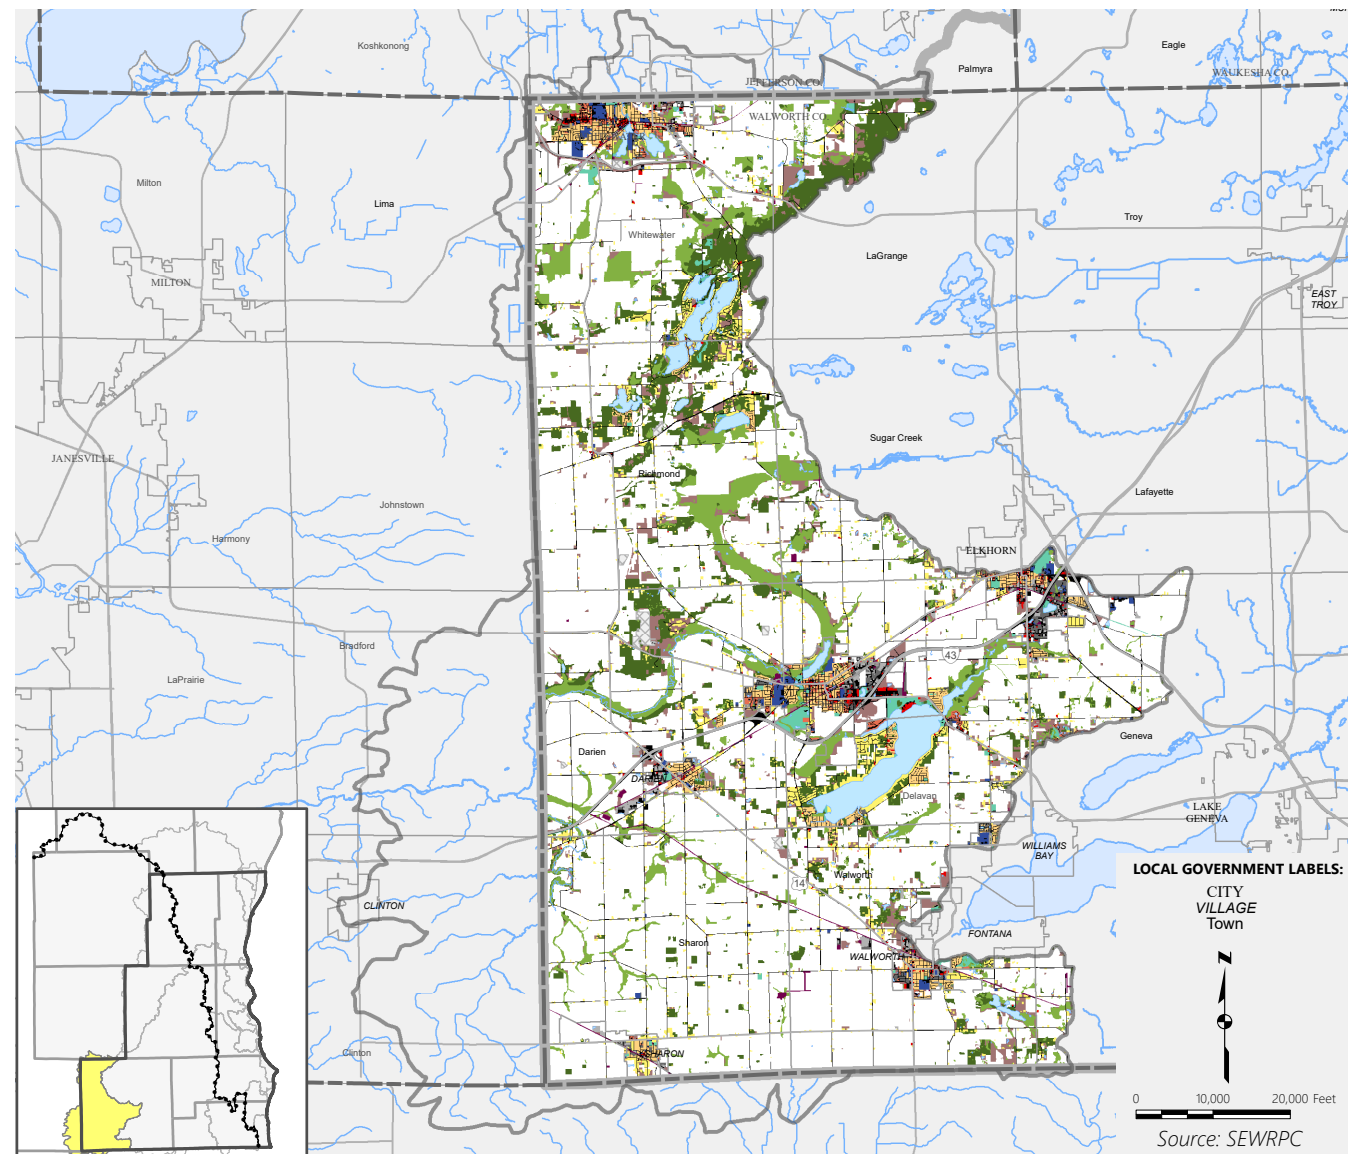 Koshkonong
Eagle
Palmyra
WAUKESHA CO
JEFFERSON CO
WALWORTH CO
Milton
Lima
Troy
Whitewater
LaGrange
MILTON
EAST
TROY
Sugar Creek
JANESVILLE
Richmond
Lafayette
Johnstown
Harmony
ELKHORN
Bradford
43
LaPrairie
Geneva
Darien
DARIEN
Delavan
LAKE
GENEVA
WILLIAMS
BAY
Walworth
14
CLINTON
FONTANA
Sharon
WALWORTH
Clinton
SHARON
LOCAL GOVERNMENT LABELS:
CITY
VILLAGE
Town
N
0 10,000 20,000 Feet
Source: SEWRPC